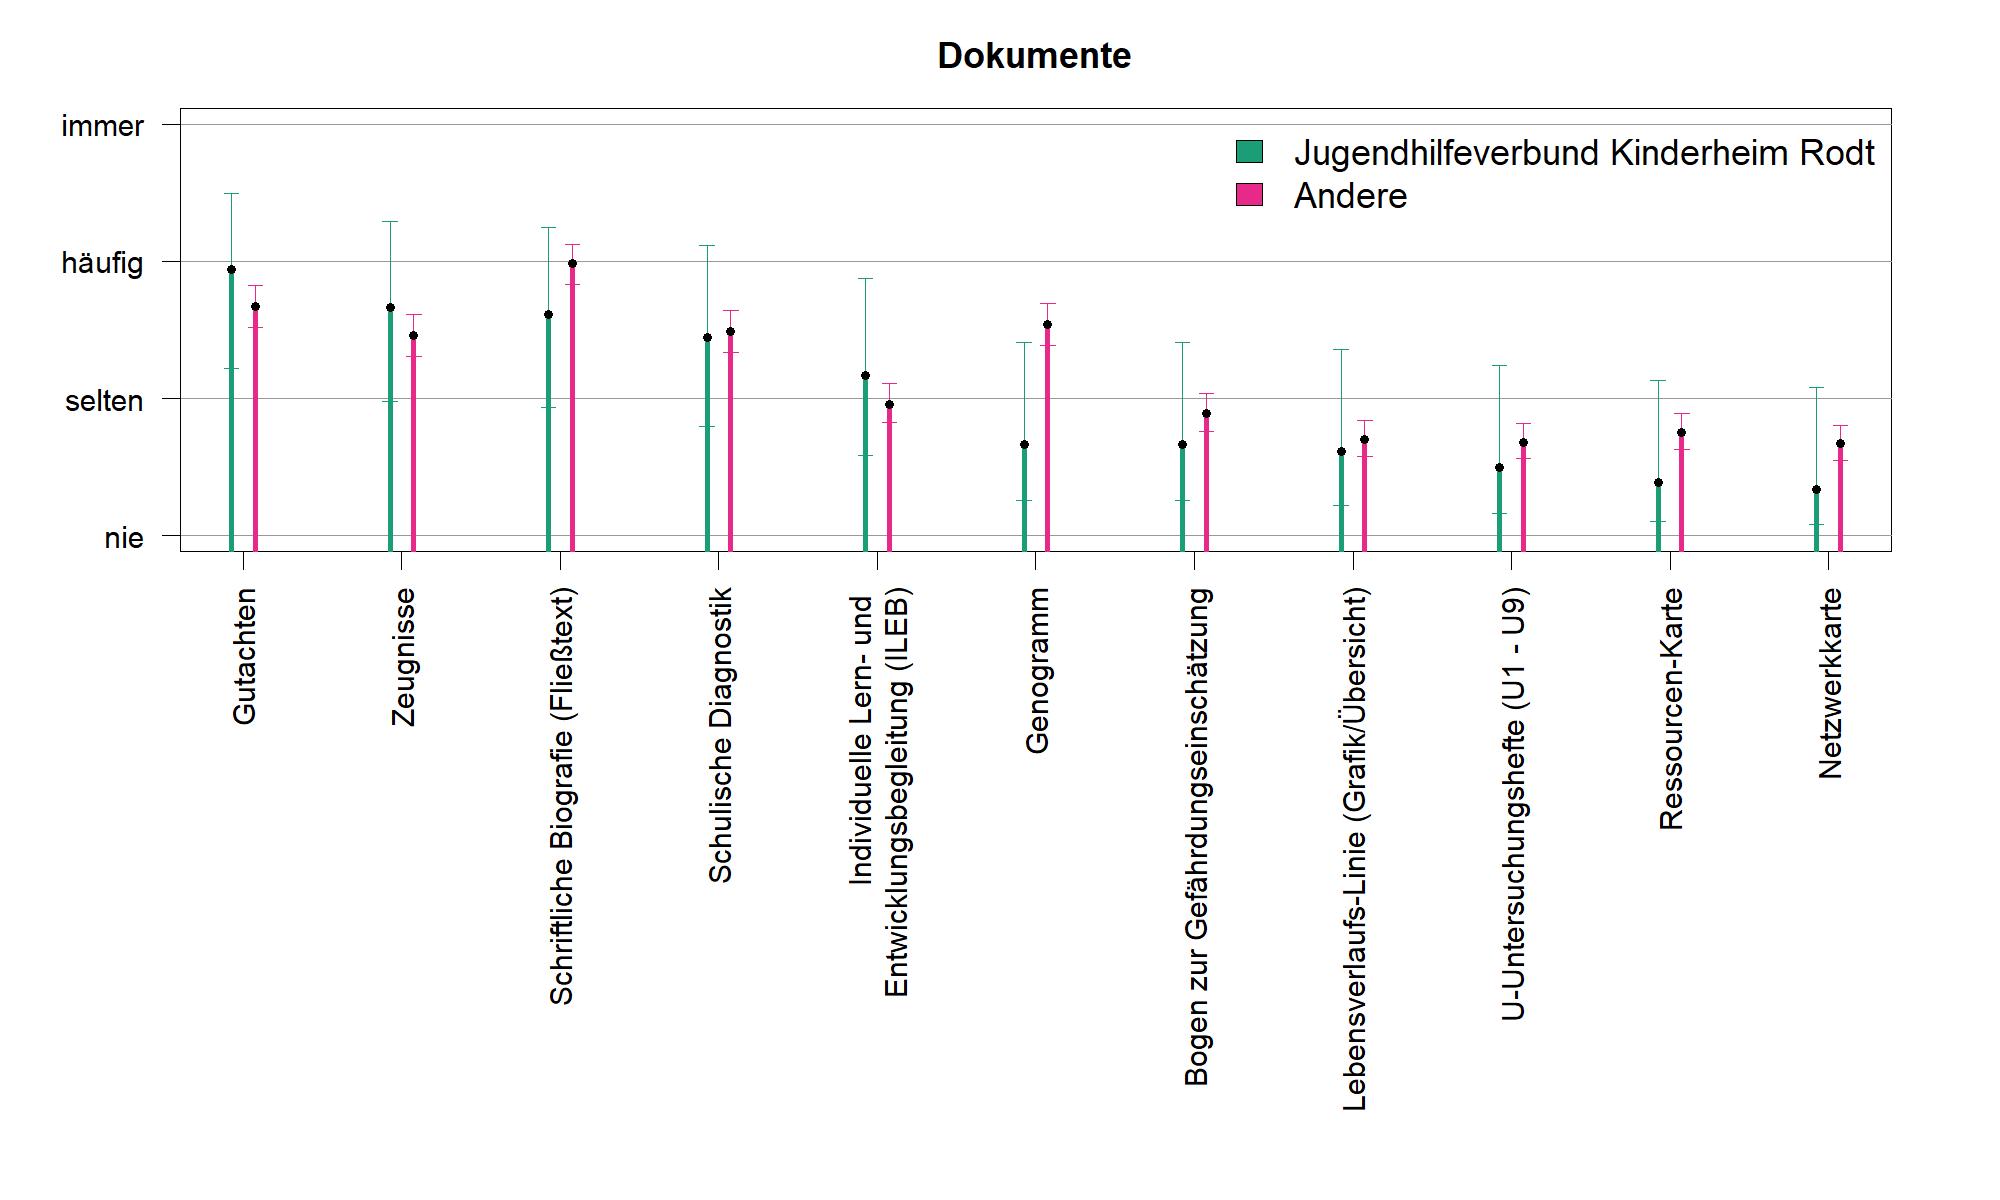 Dokumente
immer
häufig
selten
nie
Jugendhilfeverbund Kinderheim Rodt
Andere
Gutachten
Zeugnisse
Schriftliche Biografie (Fließtext)
Schulische Diagnostik
Individuelle Lern- und
Entwicklungsbegleitung (ILEB)
Genogramm
Bogen zur Gefährdungseinschätzung
Lebensverlaufs-Linie (Grafik/Übersicht)
U-Untersuchungshefte (U1 - U9)
Ressourcen-Karte
Netzwerkkarte